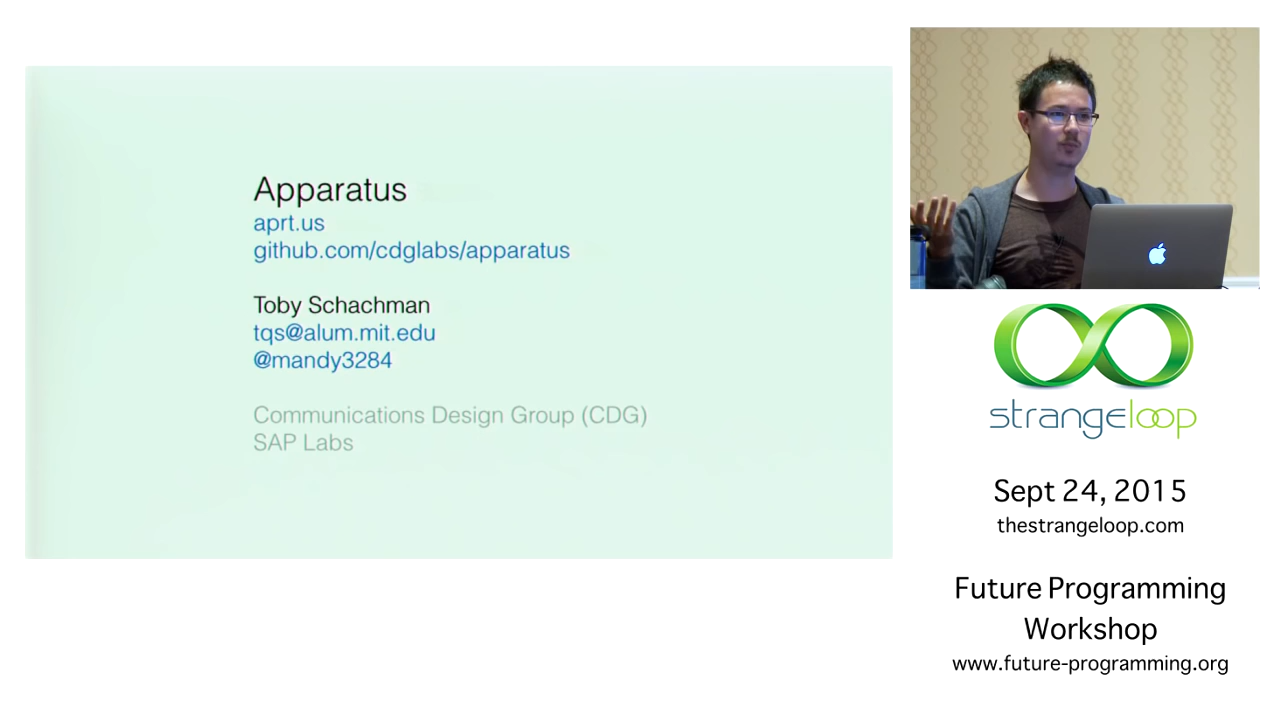 Apparatus
aprt.us
github.com/cdglabs/apparatus
Toby Schachman
tqs@alum.mit.edu
@mandy3284
Communications Design Group (CDG)
SAP Labs
strangeloop
Sept 24, 2015
thestrangeloop.com
Future Programming
Workshop
www.future-programming.org